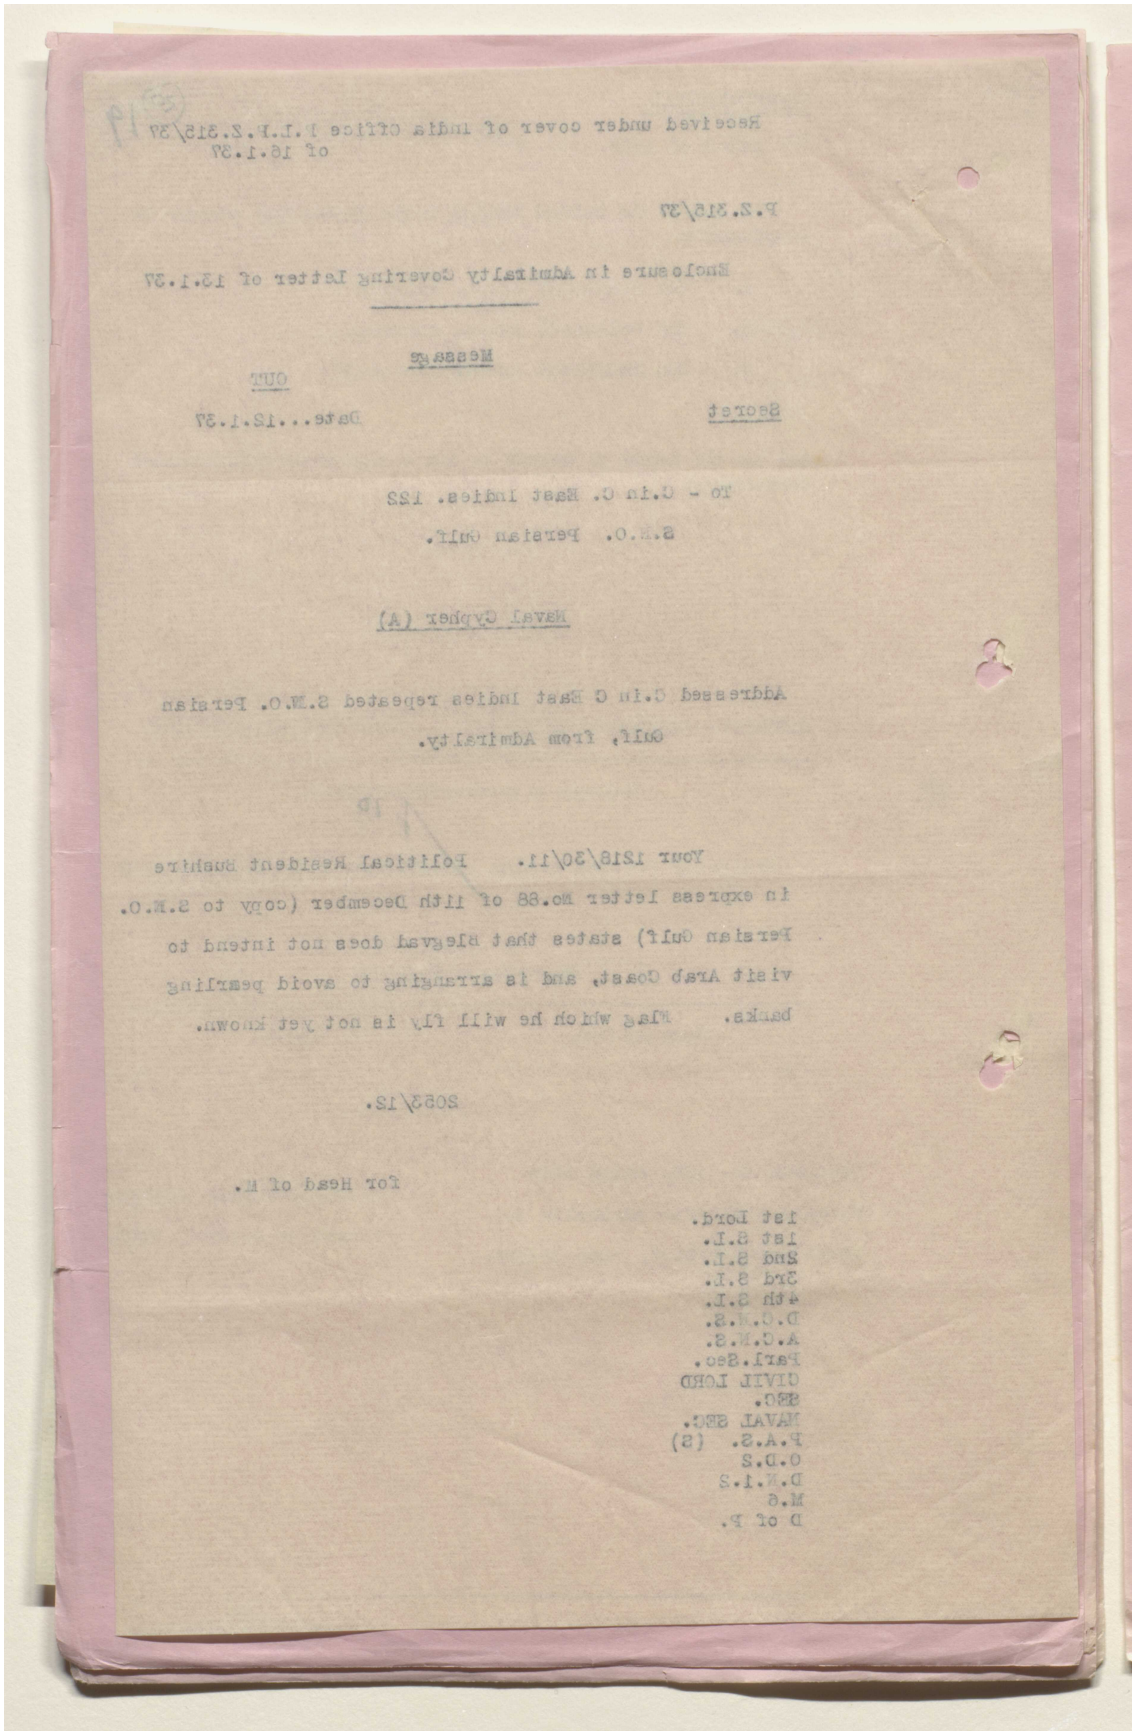 Received under cover of India Office P.L.P.Z.315/37
of 16.1.37
P.Z.315/37
Enclosure in Admiralty Covering letter of 13.1.37
Message
OUT
Secret
Date...12.1.37
To - C.in C. East Indies. 122
S.N.O. Persian Gulf.
Naval Cypher (A)
Addressed C.in C East Indies repeated S.N.O. Persian
Gulf, from Admiralty.
Your 1218/30/11. Political Resident Bushire
in express letter No.88 of 11th December (copy to S.N.O.
Persian Gulf) states that Blegvad does not intend to
visit Arab Coast, and is arranging to avoid pearling
banks. Flag which he will fly is not yet known.
2053/12.
for Head of M.
1st Lord.
1st S.L.
2nd S.L.
3rd S.L.
4th S.L.
D.C.N.S.
A.C.N.S.
Parl.Sec.
CIVIL LORD
SEC.
NAVAL SEC.
P.A.S. (S)
O.D.2
D.N.I.2
M.6
D of P.